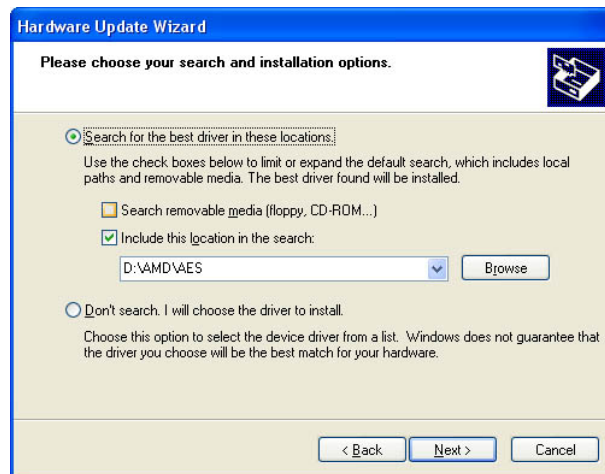 Hardware Update Wizard
Please choose your search and installation options.
Search for the best driver in these locations.
Use the check boxes below to limit or expand the default search, which includes local
paths and removable media. The best driver found will be installed.
Search removable media (floppy, CD-ROM...)
Include this location in the search:
D:\AMD\AES
Browse
Don't search. I will choose the driver to install.
Choose this option to select the device driver from a list. Windows does not guarantee that
the driver you choose will be the best match for your hardware.
< Back
Next >
Cancel